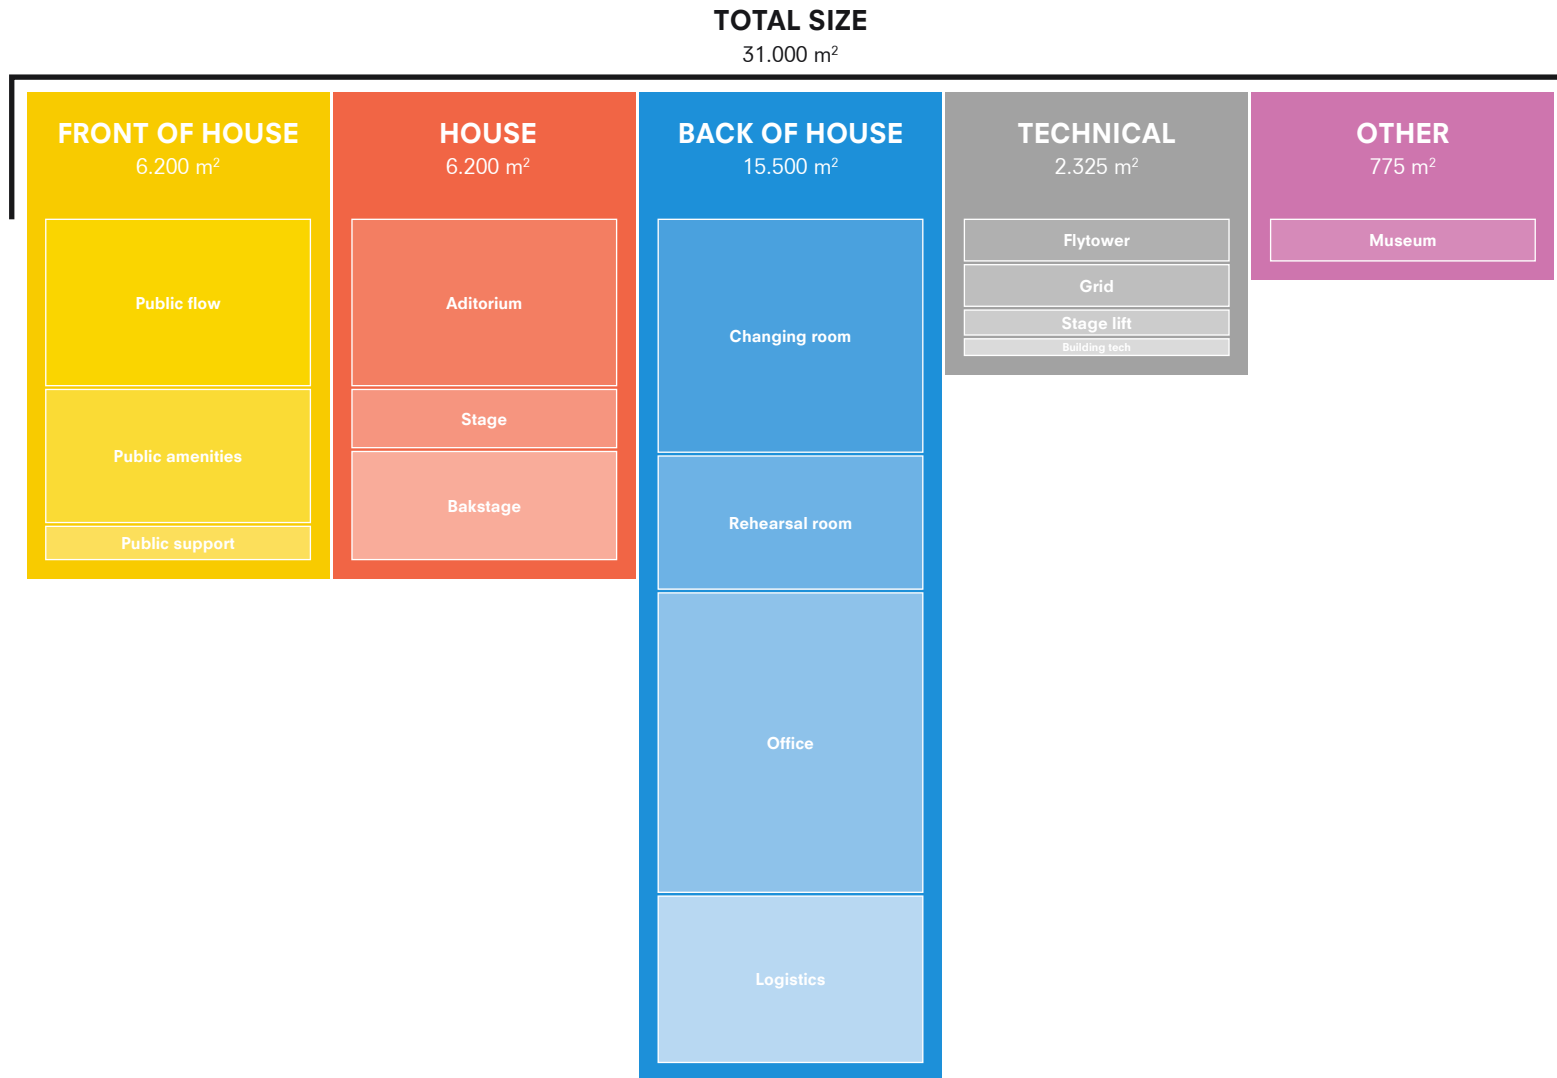 TOTAL SIZE
31.000 m²
FRONT OF HOUSE
6.200 m²
Public flow
Public amenities
Public support
HOUSE
6.200 m²
Aditorium
Stage
Bakstage
BACK OF HOUSE
15.500 m²
Changing room
Rehearsal room
Office
Logistics
TECHNICAL
2.325 m²
Flytower
Grid
Stage lift
Building tech
OTHER
775 m²
Museum